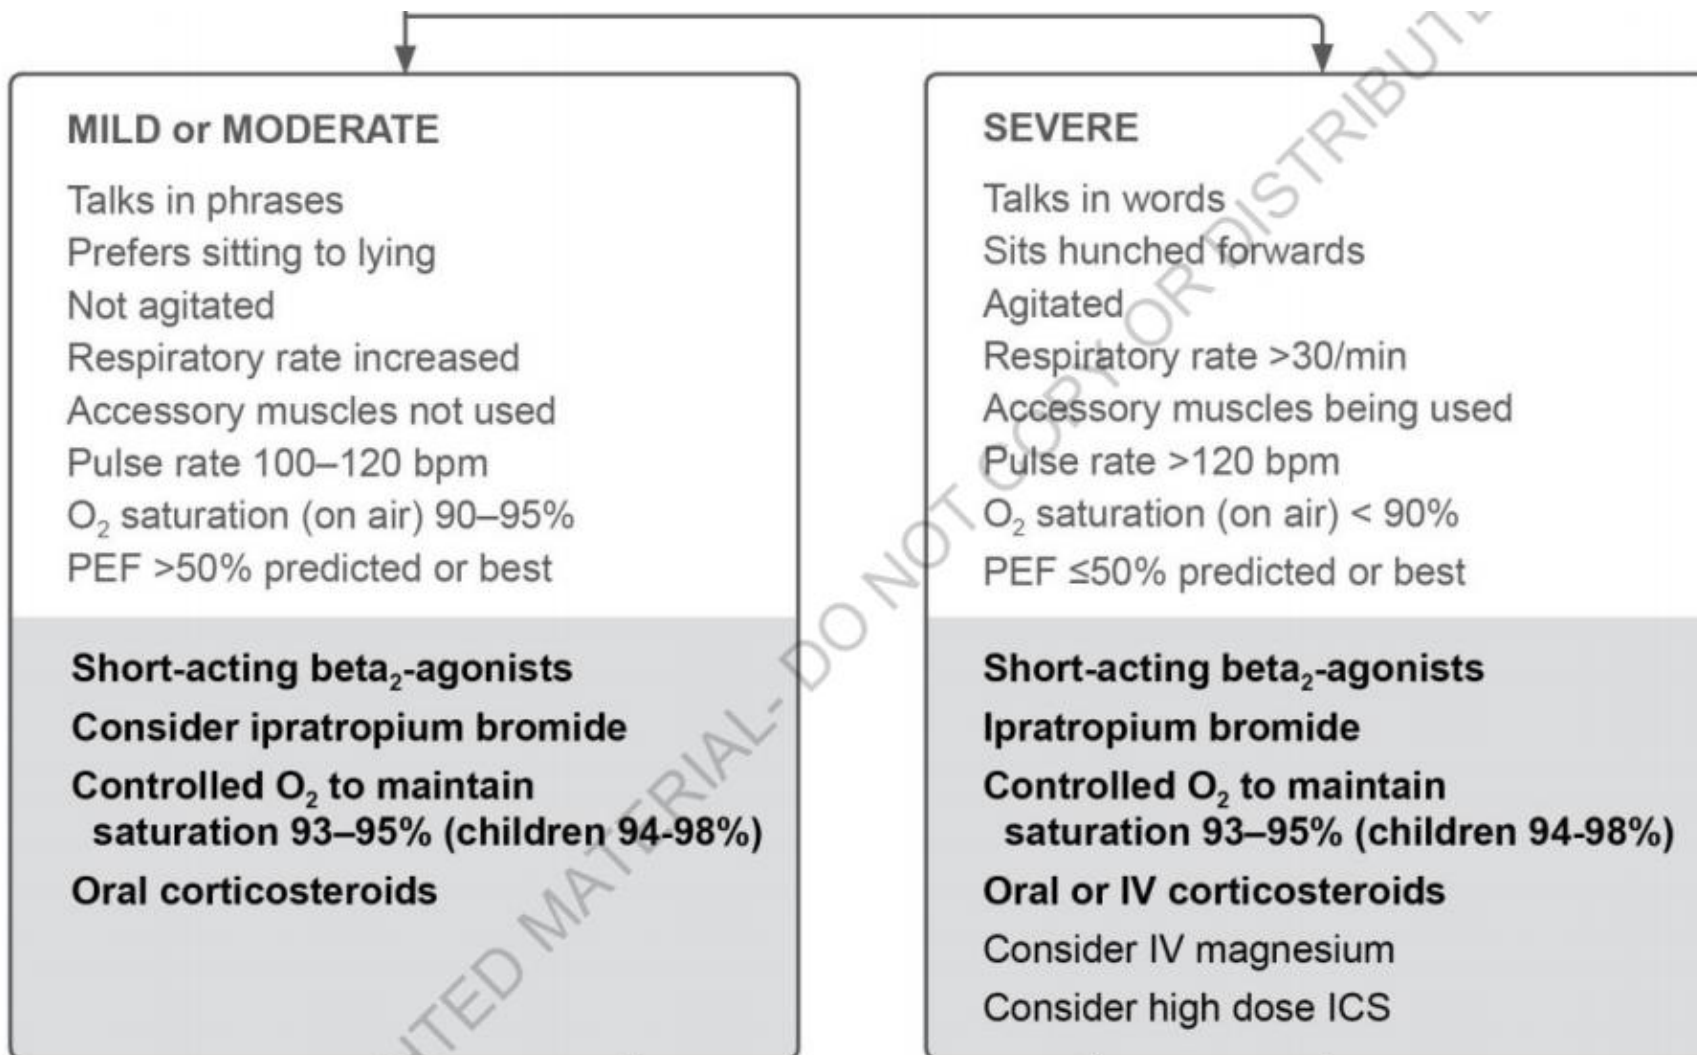 MILD or MODERATE
Talks in phrases
Prefers sitting to lying
Not agitated
Respiratory rate increased
Accessory muscles not used
Pulse rate 100–120 bpm
O₂ saturation (on air) 90–95%
PEF >50% predicted or best
Short-acting beta₂-agonists
Consider ipratropium bromide
Controlled O₂ to maintain
saturation 93–95% (children 94-98%)
Oral corticosteroids
SEVERE
Talks in words
Sits hunched forwards
Agitated
Respiratory rate >30/min
Accessory muscles being used
Pulse rate >120 bpm
O₂ saturation (on air) < 90%
PEF ≤50% predicted or best
Short-acting beta₂-agonists
Ipratropium bromide
Controlled O₂ to maintain
saturation 93–95% (children 94-98%)
Oral or IV corticosteroids
Consider IV magnesium
Consider high dose ICS
MATERIAL- DO NOT COPY OR